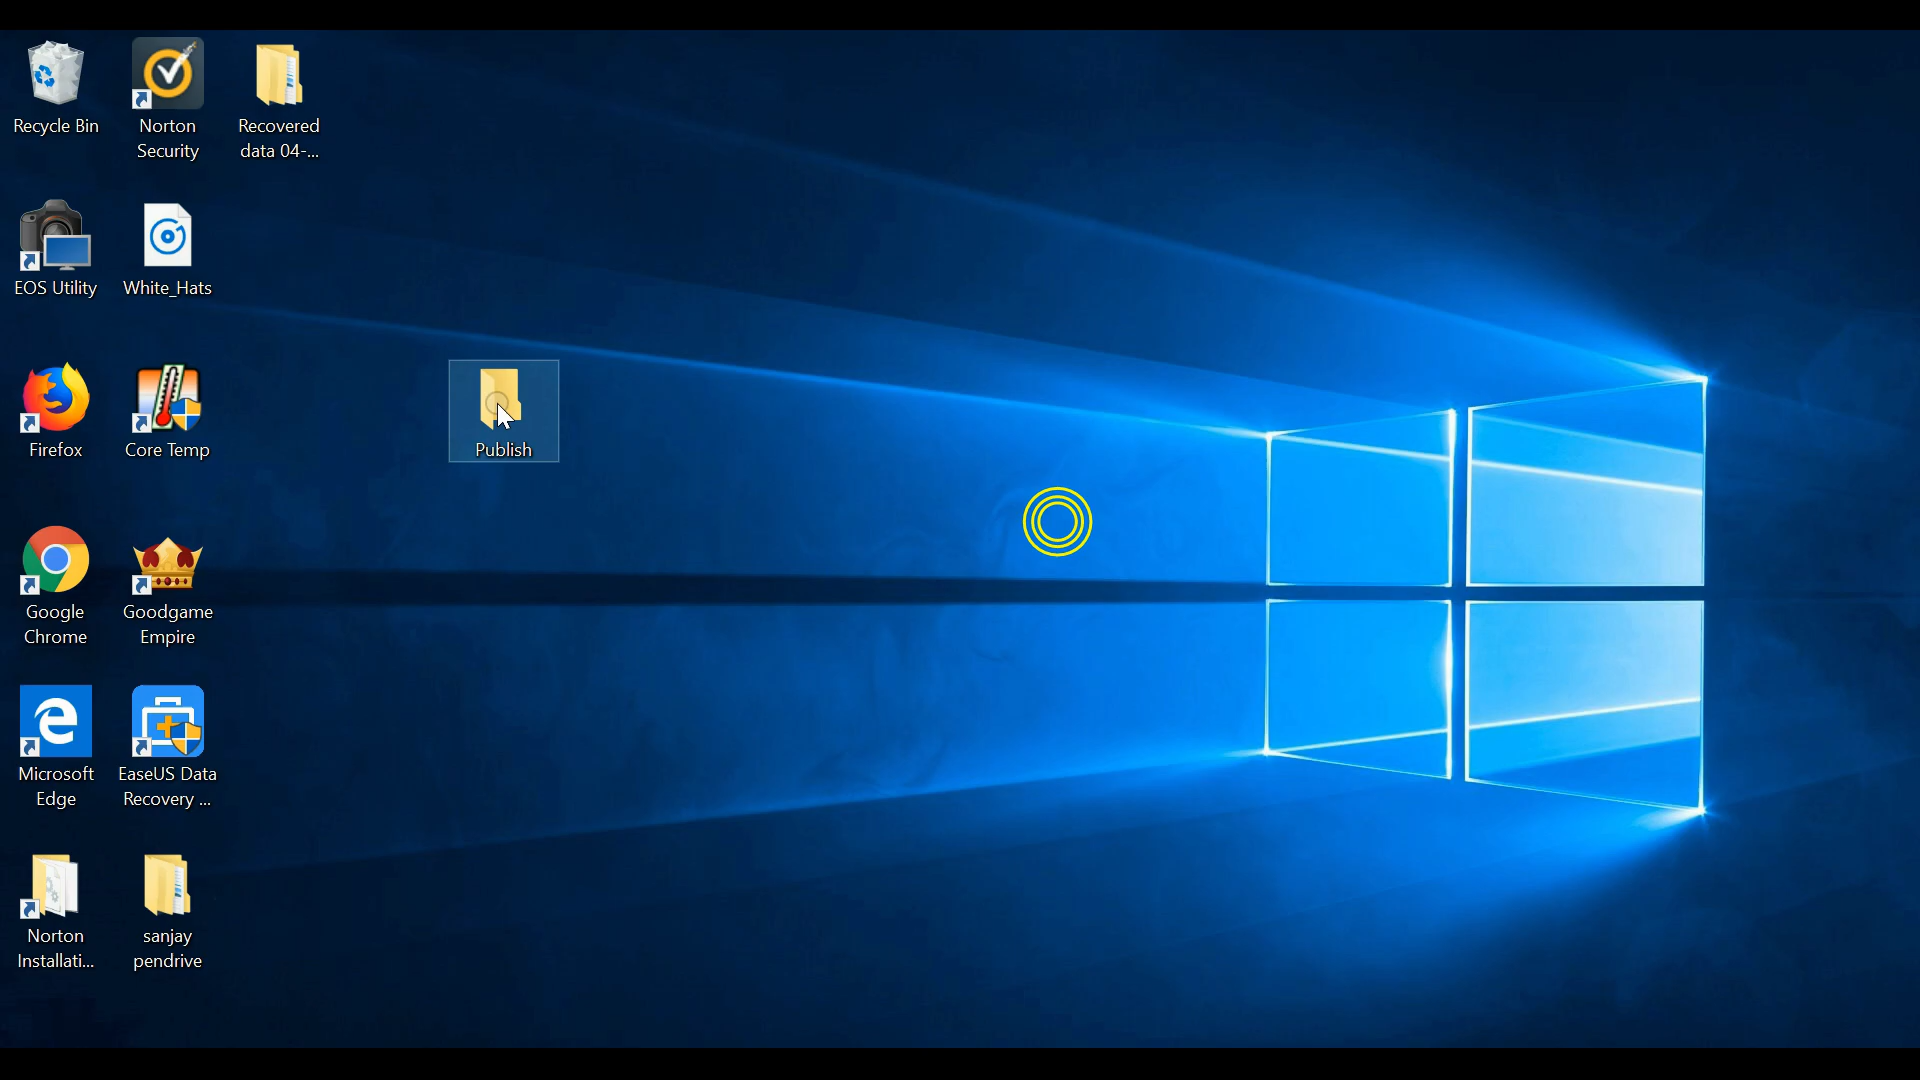 Recycle Bin
Norton
Security
Recovered
data 04-...
EOS Utility
White_Hats
Firefox
Core Temp
Publish
Google
Chrome
Goodgame
Empire
Microsoft
Edge
EaseUS Data
Recovery ...
Norton
Installati...
sanjay
pendrive